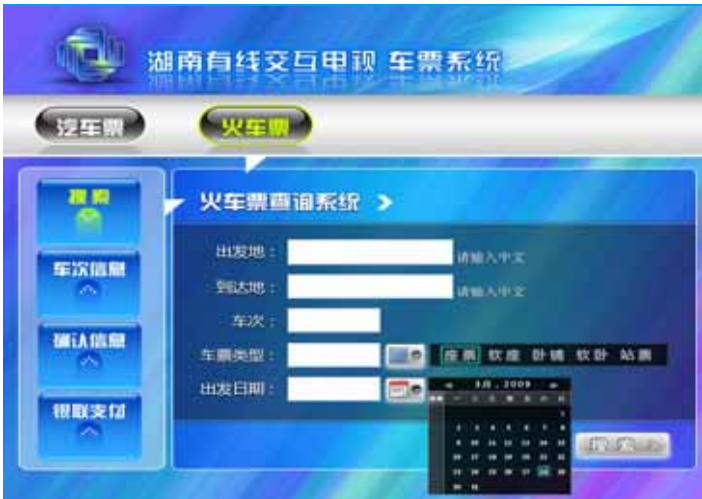 湖南有线交互电视 车票系统
汽车票
火车票
搜索
车次信息
确认信息
银联支付
火车票查询系统
出发地：
请输入中文
到达地：
请输入中文
车次：
车票类型：
座票 软座 卧铺 软卧 站票
出发日期：
2009
搜索